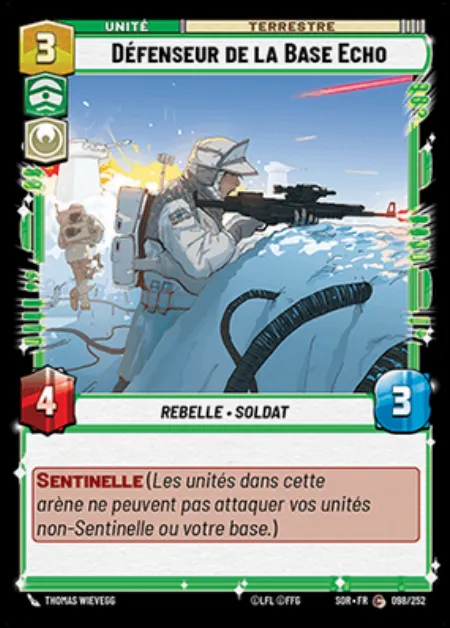 3
UNITÉ
TERRESTRE
DÉFENSEUR DE LA BASE ECHO
4
REBELLE • SOLDAT
3
SENTINELLE (Les unités dans cette
arène ne peuvent pas attaquer vos unités
non-Sentinelle ou votre base.)
THOMAS WIEVEGG
©LFL ©FFG
SOR • FR C 098/252